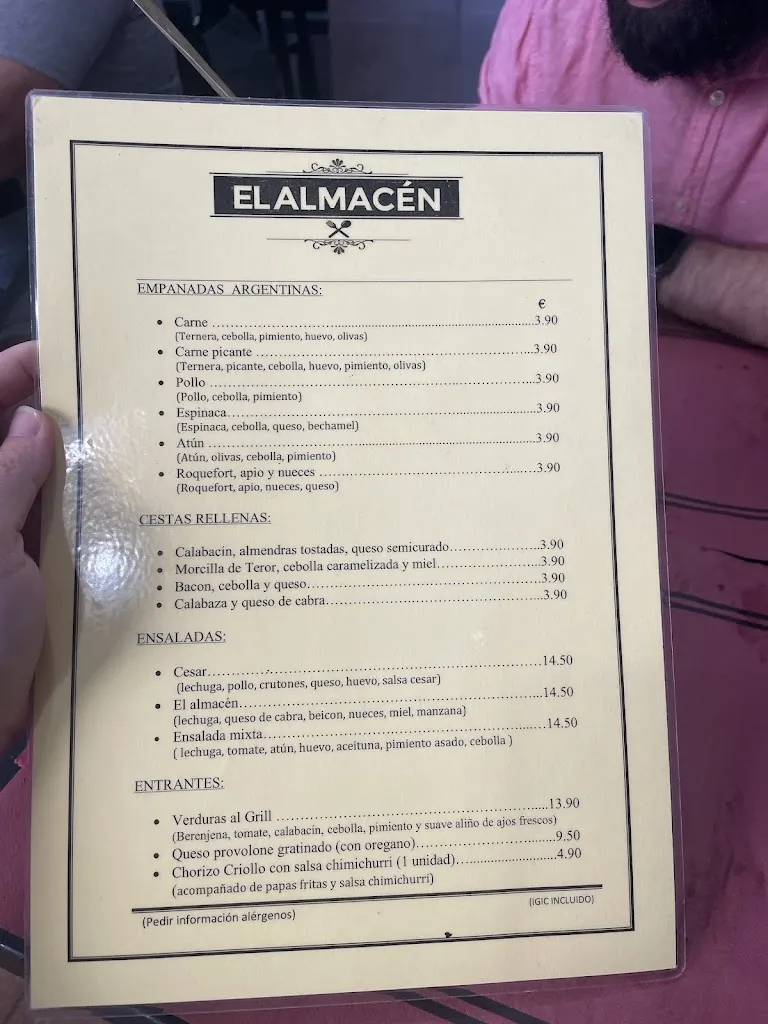 EL ALMACÉN
EMPANADAS ARGENTINAS:
€
• Carne ........................................3.90
(Ternera, cebolla, pimiento, huevo, olivas)
• Carne picante ........................................3.90
(Ternera, picante, cebolla, huevo, pimiento, olivas)
• Pollo ........................................3.90
(Pollo, cebolla, pimiento)
• Espinaca........................................3.90
(Espinaca, cebolla, queso, bechamel)
• Atún ........................................3.90
(Atún, olivas, cebolla, pimiento)
• Roquefort, apio y nueces ........................................3.90
(Roquefort, apio, nueces, queso)
CESTAS RELLENAS:
• Calabacín, almendras tostadas, queso semicurado....................3.90
• Morcilla de Teror, cebolla caramelizada y miel....................3.90
• Bacon, cebolla y queso........................................3.90
• Calabaza y queso de cabra........................................3.90
ENSALADAS:
• Cesar........................................14.50
(lechuga, pollo, crutones, queso, huevo, salsa cesar)
• El almacén........................................14.50
(lechuga, queso de cabra, beicon, nueces, miel, manzana)
• Ensalada mixta........................................14.50
( lechuga, tomate, atún, huevo, aceituna, pimiento asado, cebolla )
ENTRANTES:
• Verduras al Grill ........................................13.90
(Berenjena, tomate, calabacín, cebolla, pimiento y suave aliño de ajos frescos)
• Queso provolone gratinado (con oregano)....................9.50
• Chorizo Criollo con salsa chimichurri (1 unidad)....................4.90
(acompañado de papas fritas y salsa chimichurri)
(IGIC INCLUIDO)
(Pedir información alérgenos)